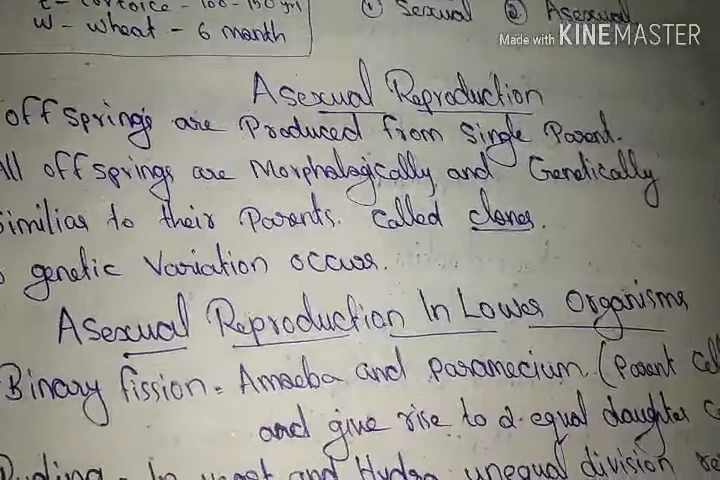 tortoise - 100 - 150 yrs
W - Wheat - 6 month
① Sexual ② Asexual
Made with KINEMASTER
Asexual Reproduction
offsprings are Produced from Single Parent.
All offsprings are Morphologically and Genetically
similiar to their Parents. Called clones.
genetic Variation occurs.
Asexual Reproduction In Lower Organisms
Binary fission = Amoeba and Paramecium. (Parent Cell
and give rise to 2 equal daughter
Buding - In yeast and Hydra unequal division